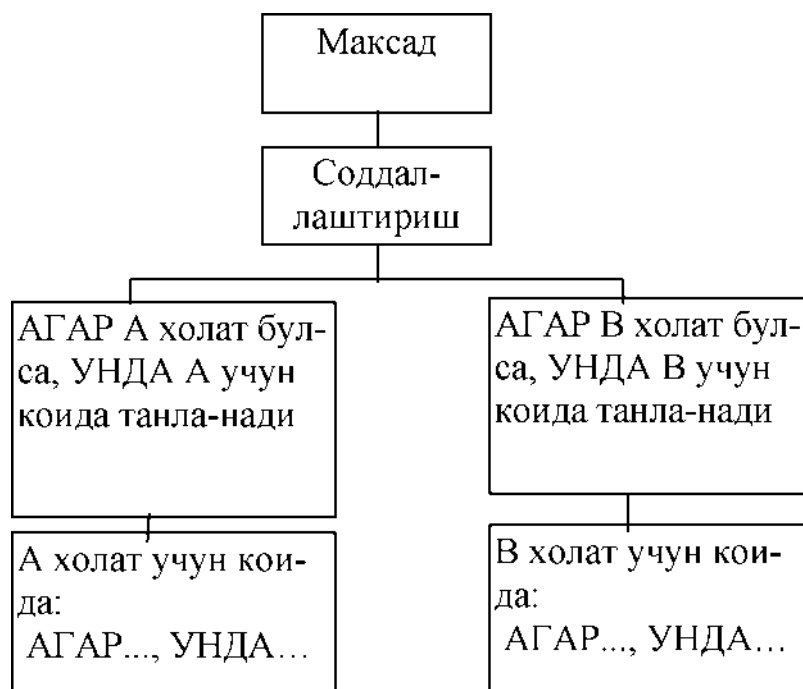 Максад
Соддал-
лаштириш
АГАР А холат бул-
са, УНДА А учун
коида танла-нади
АГАР В холат бул-
са, УНДА В учун
коида танла-нади
А холат учун кои-
да:
АГАР..., УНДА...
В холат учун кои-
да:
АГАР..., УНДА...